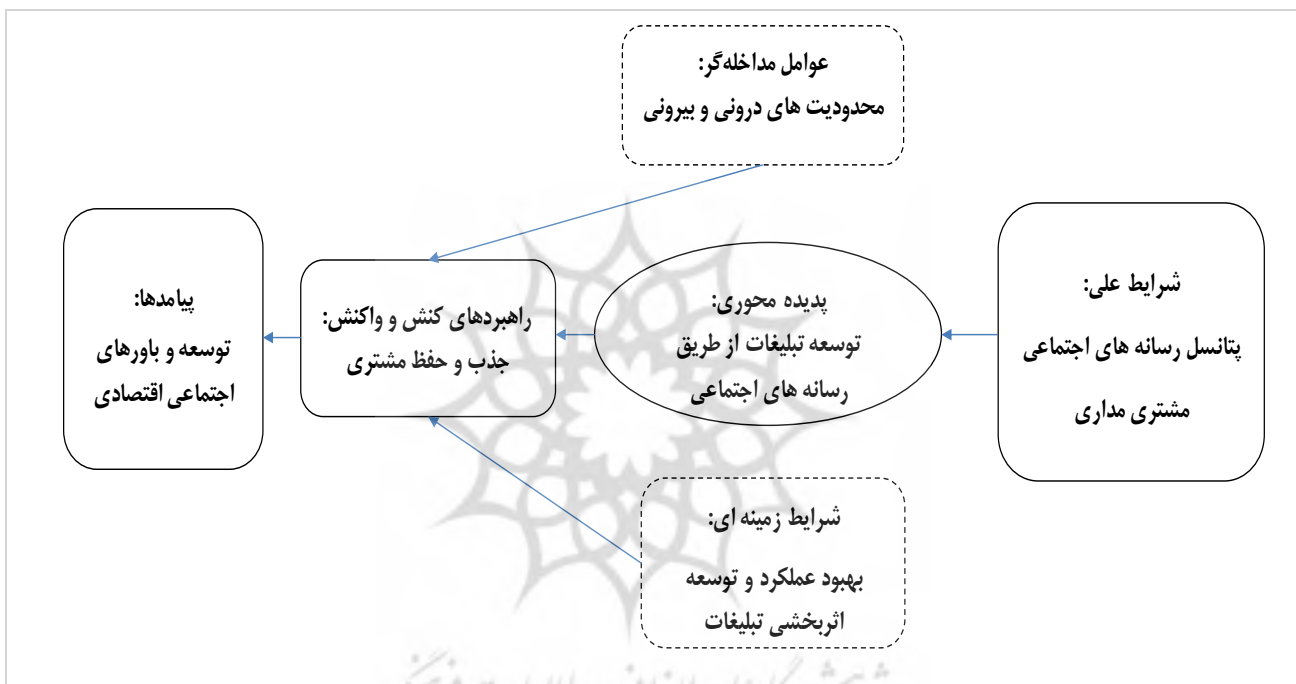 عوامل مداخله‌گر:
محدودیت های درونی و بیرونی
شرایط علی:
پتانسل رسانه های اجتماعی
مشتری مداری
پدیده محوری:
توسعه تبلیغات از طریق
رسانه های اجتماعی
راهبردهای کنش و واکنش:
جذب و حفظ مشتری
پیامدها:
توسعه و باورهای
اجتماعی اقتصادی
شرایط زمینه ای:
بهبود عملکرد و توسعه
اثربخشی تبلیغات